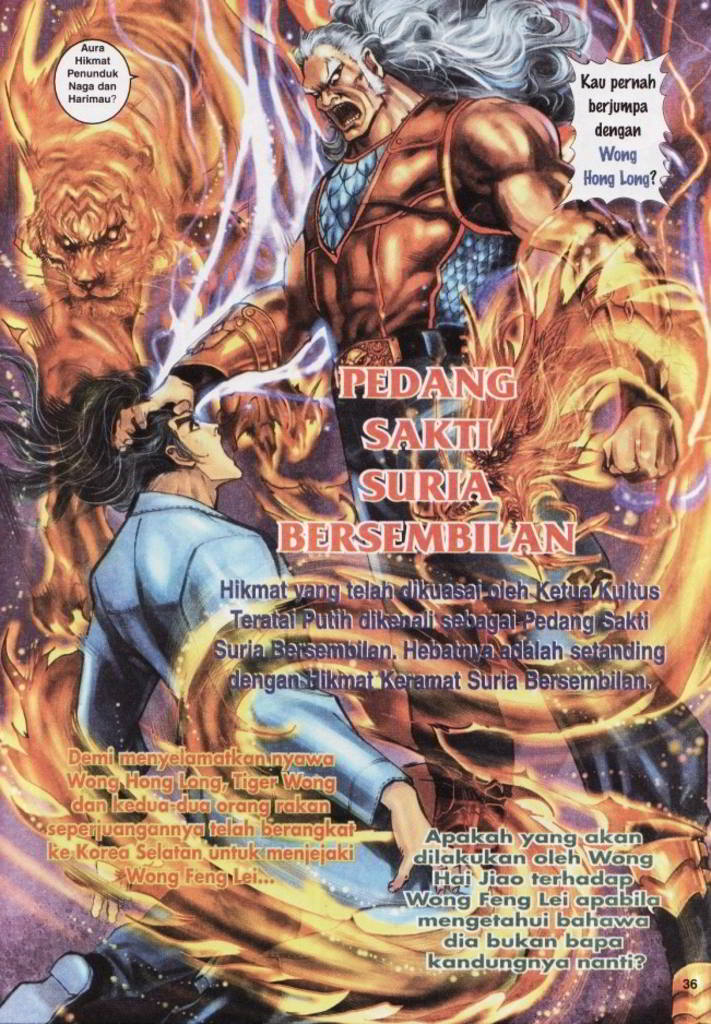 Aura
Hikmat
Penunduk
Naga dan
Harimau?
Kau pernah
berjumpa
dengan
Wong
Hong Long?
PEDANG
SAKTI
SURIA
BERSEMBILAN
Hikmat yang telah dikuasai oleh Ketua Kultus
Teratai Putih dikenali sebagai Pedang Sakti
Suria Bersembilan. Hebatnya adalah setanding
dengan Hikmat Keramat Suria Bersembilan.
Demi menyelamatkan nyawa
Wong Hong Long, Tiger Wong
dan kedua-dua orang rakan
seperjuangannya telah berangkat
ke Korea Selatan untuk menjejaki
Wong Feng Lei...
Apakah yang akan
dilakukan oleh Wong
Hai Jiao terhadap
Wong Feng Lei apabila
mengetahui bahawa
dia bukan bapa
kandungnya nanti?
36